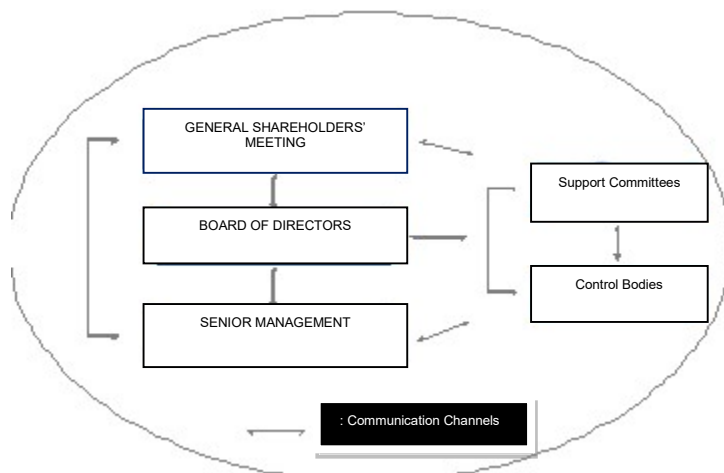 GENERAL SHAREHOLDERS'
MEETING
Support Committees
BOARD OF DIRECTORS
Control Bodies
SENIOR MANAGEMENT
: Communication Channels